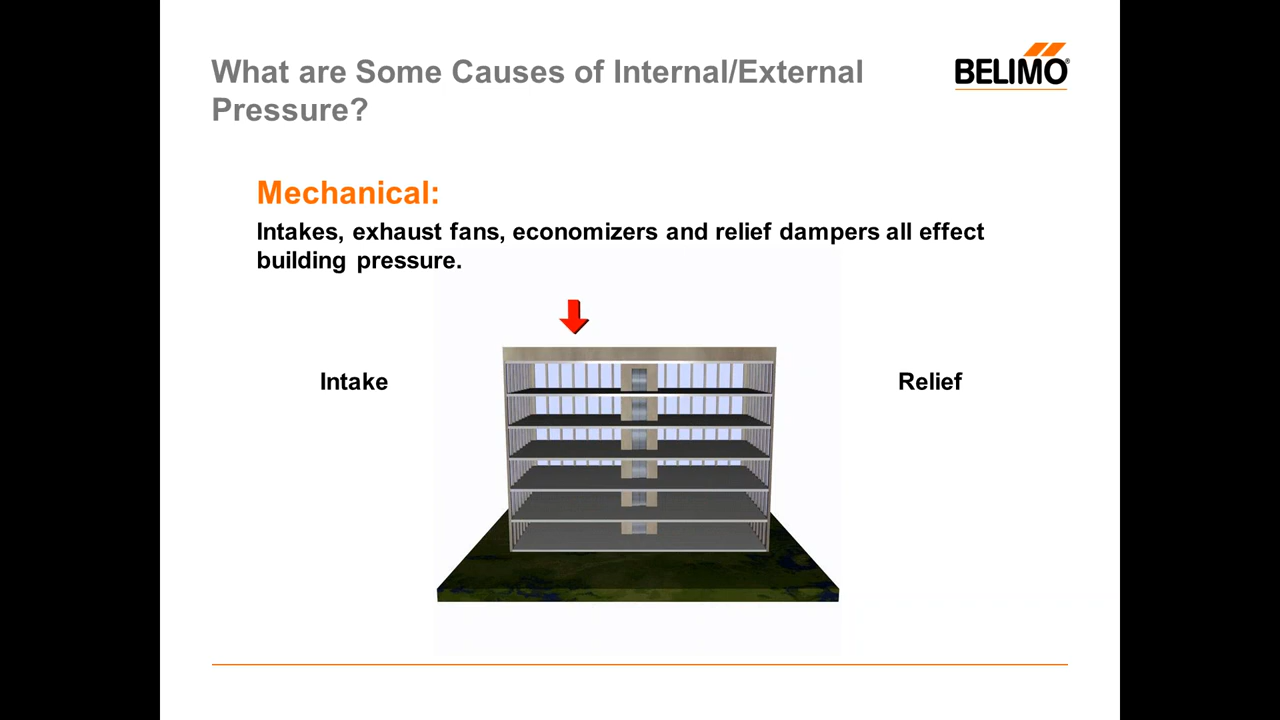 What are Some Causes of Internal/External
Pressure?
BELIMO®
Mechanical:
Intakes, exhaust fans, economizers and relief dampers all effect
building pressure.
Intake
Relief